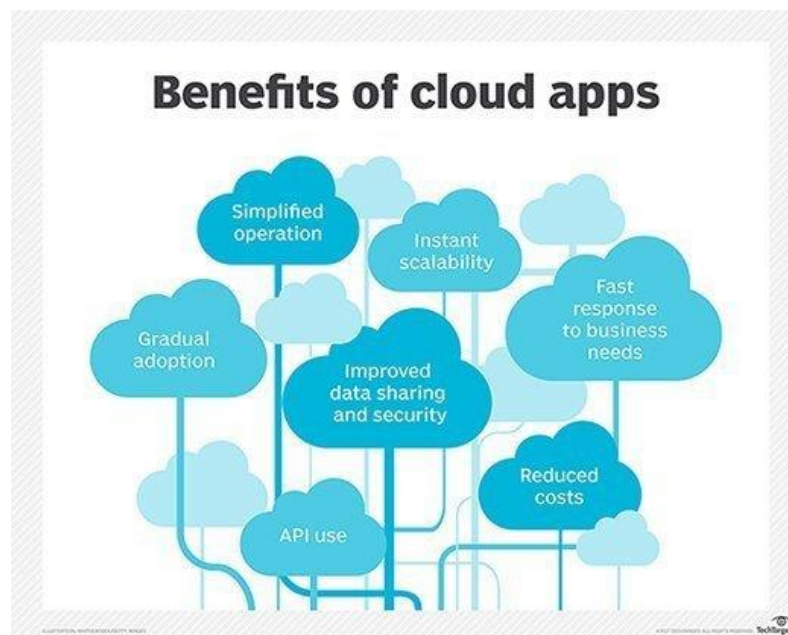 Benefits of cloud apps
Simplified
operation
Instant
scalability
Fast
response
to business
needs
Gradual
adoption
Improved
data sharing
and security
Reduced
costs
API use